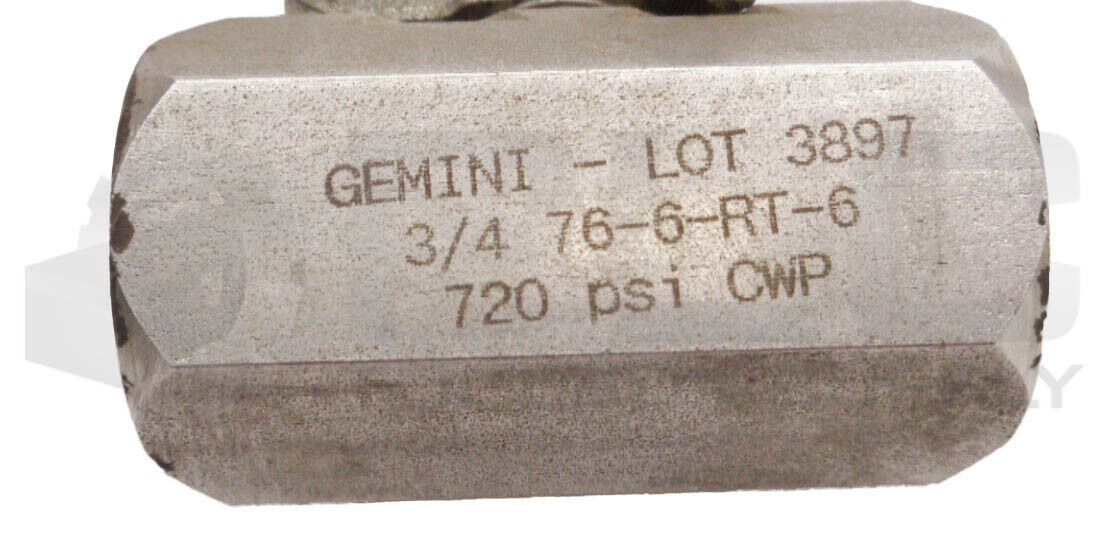 GEMINI - LOT 3897
3/4 76-6-RT-6
720 psi CWP